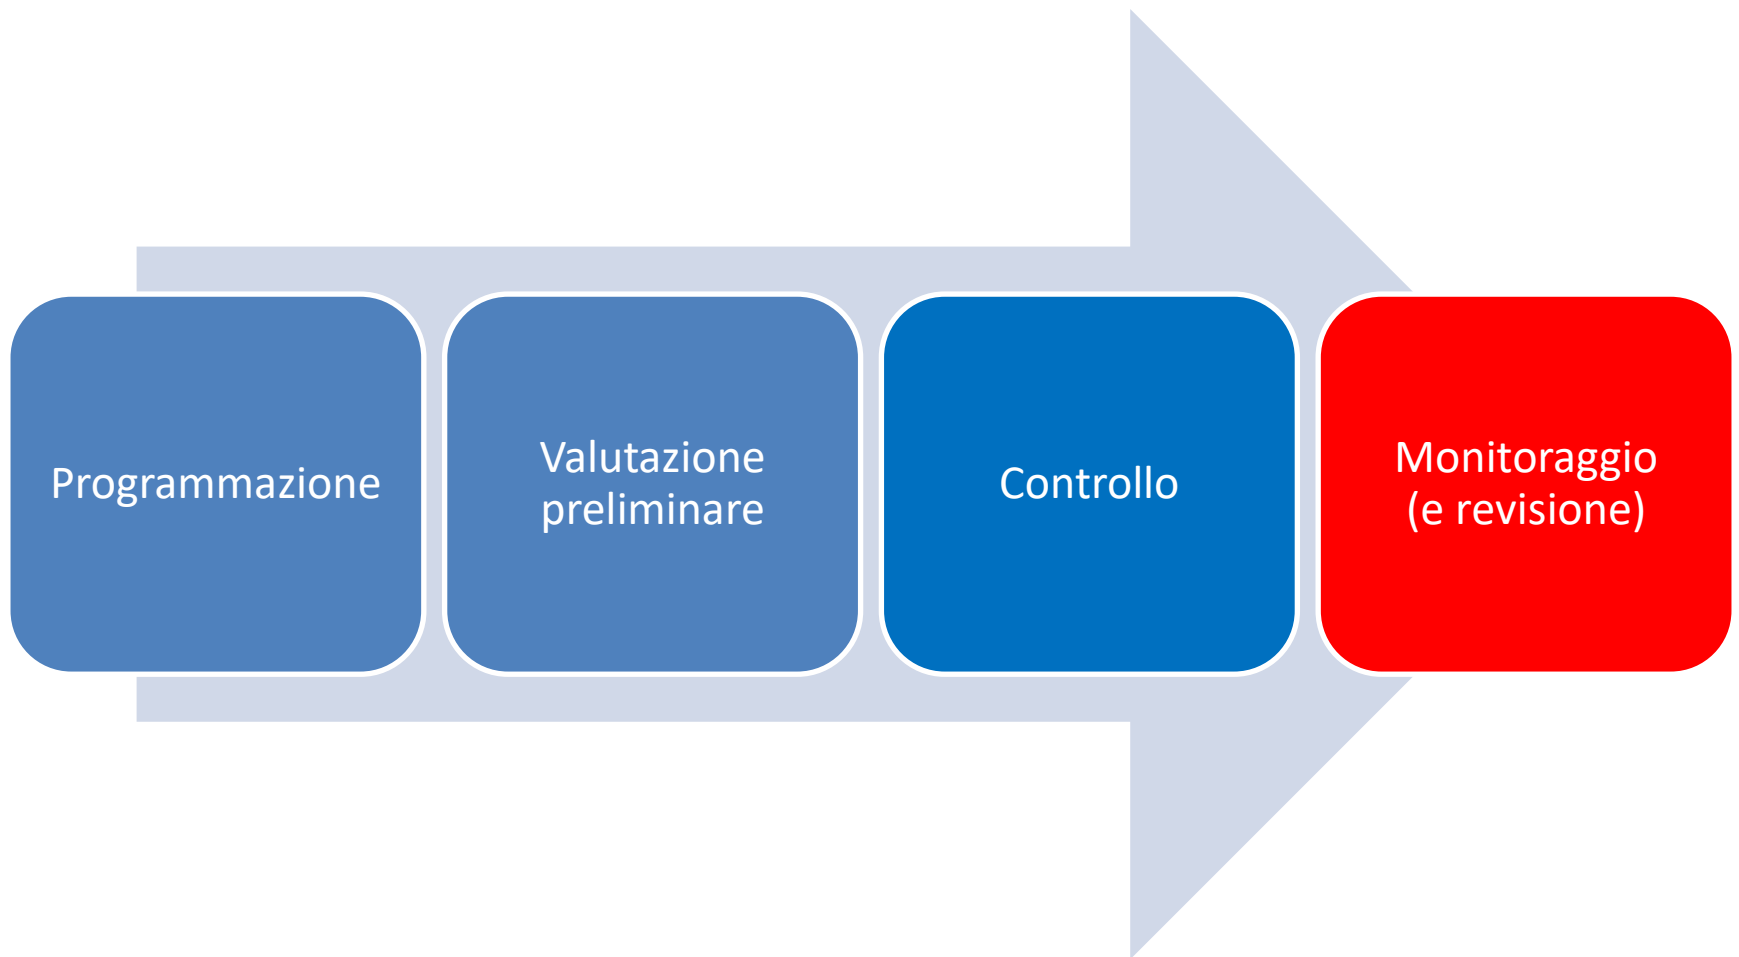 Programmazione
Valutazione
preliminare
Controllo
Monitoraggio
(e revisione)